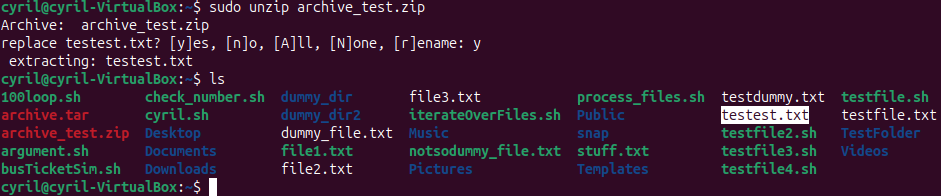 cyril@cyril-VirtualBox:~$ sudo unzip archive_test.zip
Archive:  archive_test.zip
replace testest.txt? [y]es, [n]o, [A]ll, [N]one, [r]ename: y
 extracting: testest.txt
cyril@cyril-VirtualBox:~$ ls
100loop.sh check_number.sh dummy_dir file3.txt process_files.sh testdummy.txt testfile.sh
archive.tar cyril.sh dummy_dir2 iterateOverFiles.sh Public testest.txt testfile.txt
archive_test.zip Desktop dummy_file.txt Music snap testfile2.sh TestFolder
argument.sh Documents file1.txt notsodummy_file.txt stuff.txt testfile3.sh Videos
busTicketSim.sh Downloads file2.txt Pictures Templates testfile4.sh
cyril@cyril-VirtualBox:~$